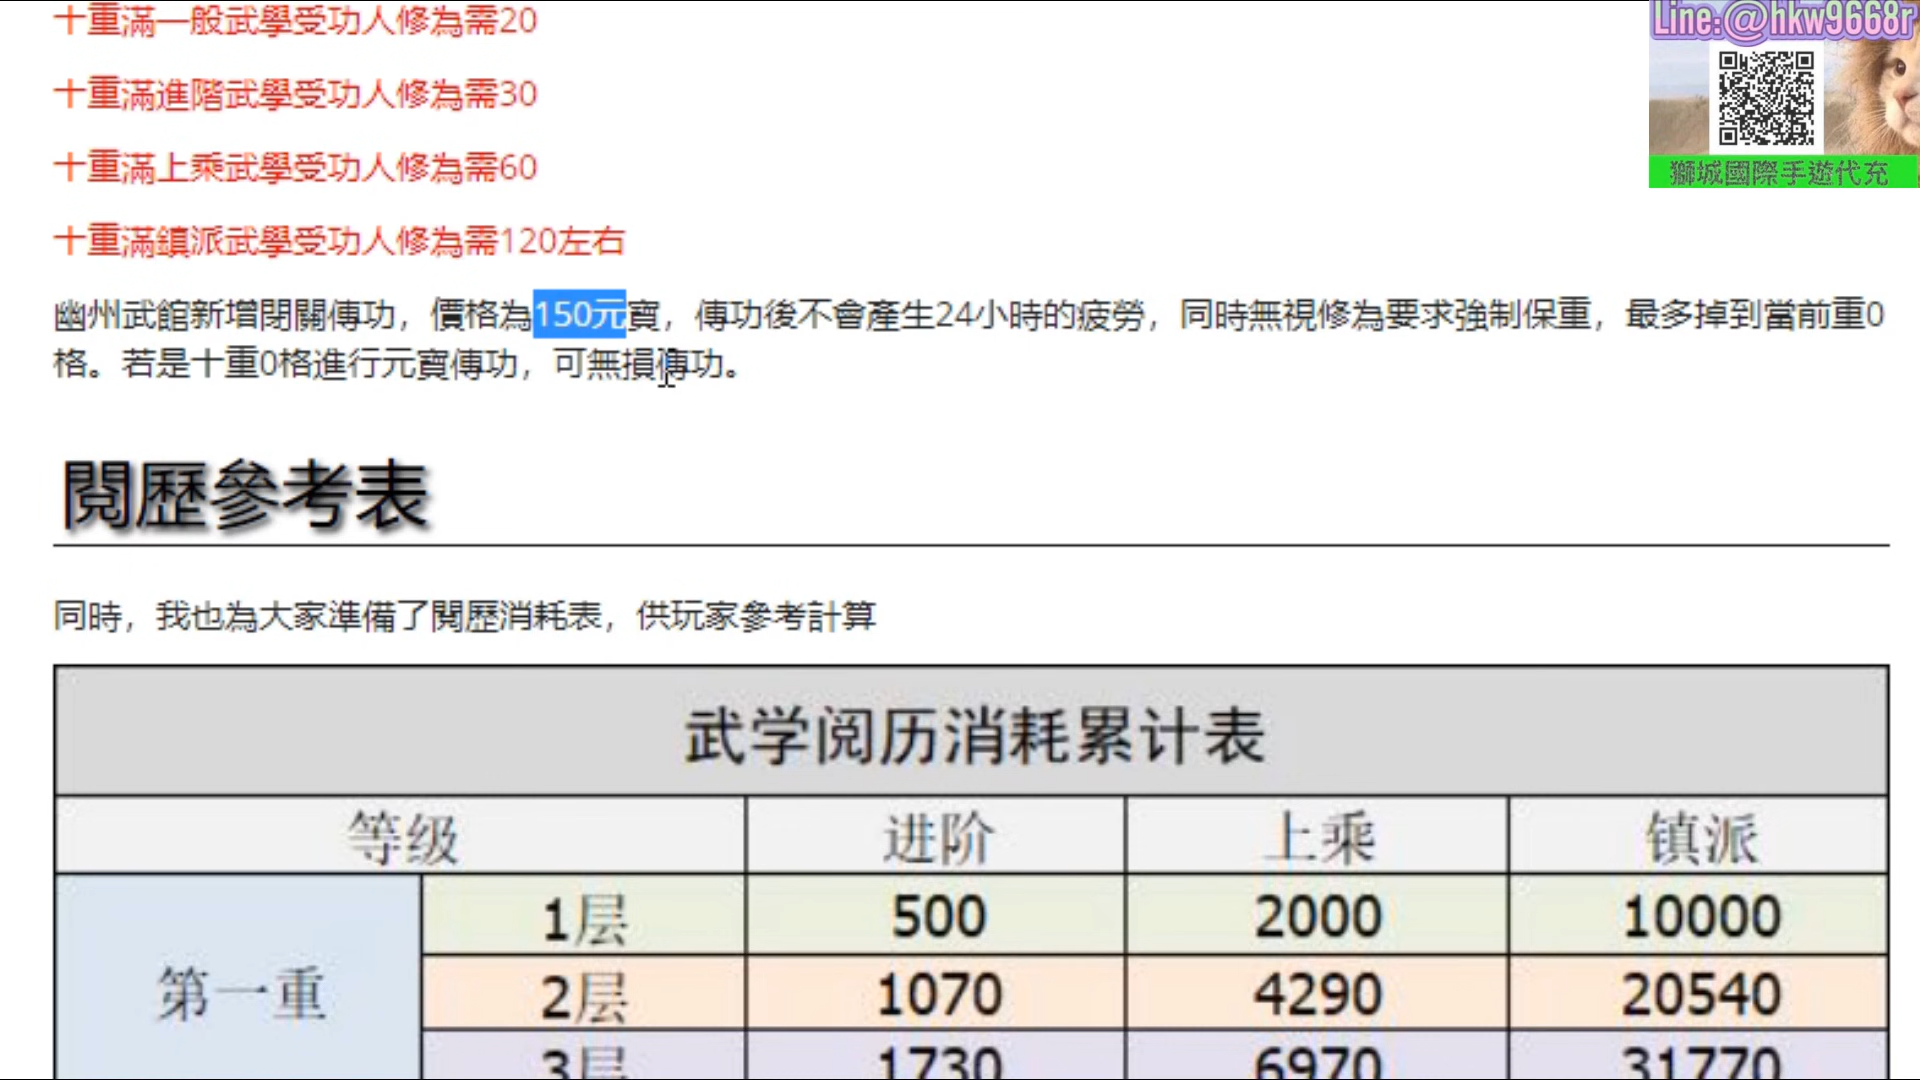 十重滿一般武學受功人修為需20
十重滿進階武學受功人修為需30
十重滿上乘武學受功人修為需60
十重滿鎮派武學受功人修為需120左右
幽州武館新增閉關傳功，價格為150元寶，傳功後不會產生24小時的疲勞，同時無視修為要求強制保重，最多掉到當前重0
格。若是十重0格進行元寶傳功，可無損傳功。
閱歷參考表
同時，我也為大家準備了閱歷消耗表，供玩家參考計算
武学阅历消耗累计表
等级 进阶 上乘 镇派
第一重
1层 500 2000 10000
2层 1070 4290 20540
3层 1730 6970 31770
Line:@hkw9668r
獅城國際手遊代充